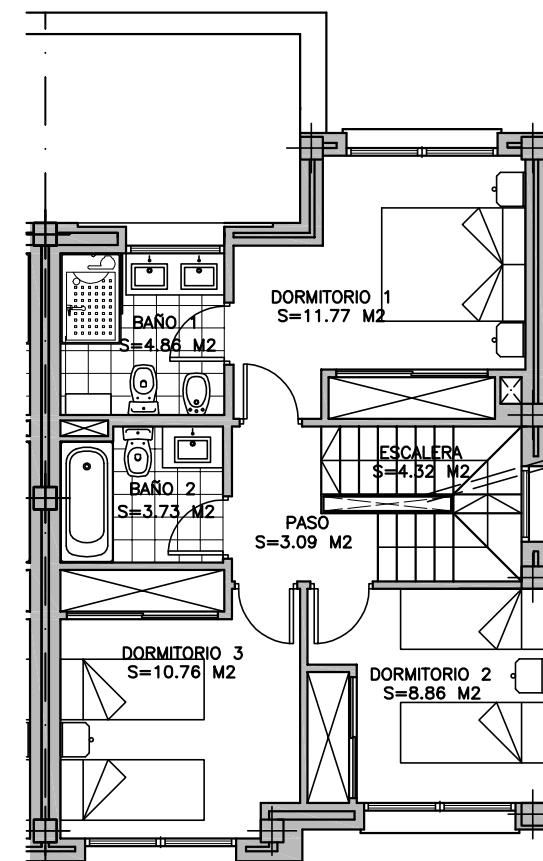 DORMITORIO 1
S=11.77 M2
BAÑO 1
S=4.86 M2
ESCALERA
S=4.32 M2
BAÑO 2
S=3.73 M2
PASO
S=3.09 M2
DORMITORIO 3
S=10.76 M2
DORMITORIO 2
S=8.86 M2